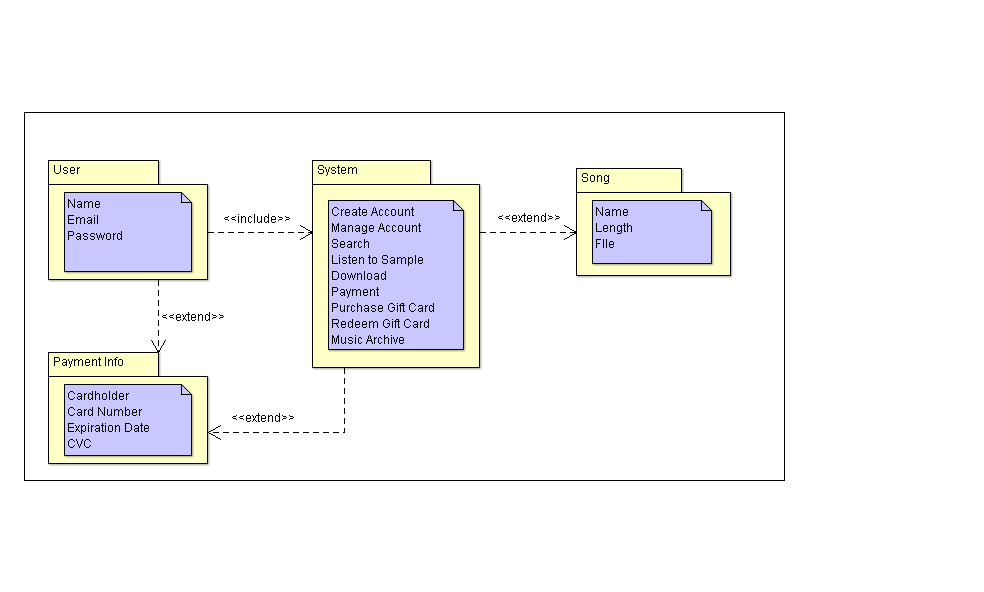 User
Name
Email
Password
<<include>>
System
Create Account
Manage Account
Search
Listen to Sample
Download
Payment
Purchase Gift Card
Redeem Gift Card
Music Archive
<<extend>>
Song
Name
Length
FIle
<<extend>>
Payment Info
Cardholder
Card Number
Expiration Date
CVC
<<extend>>